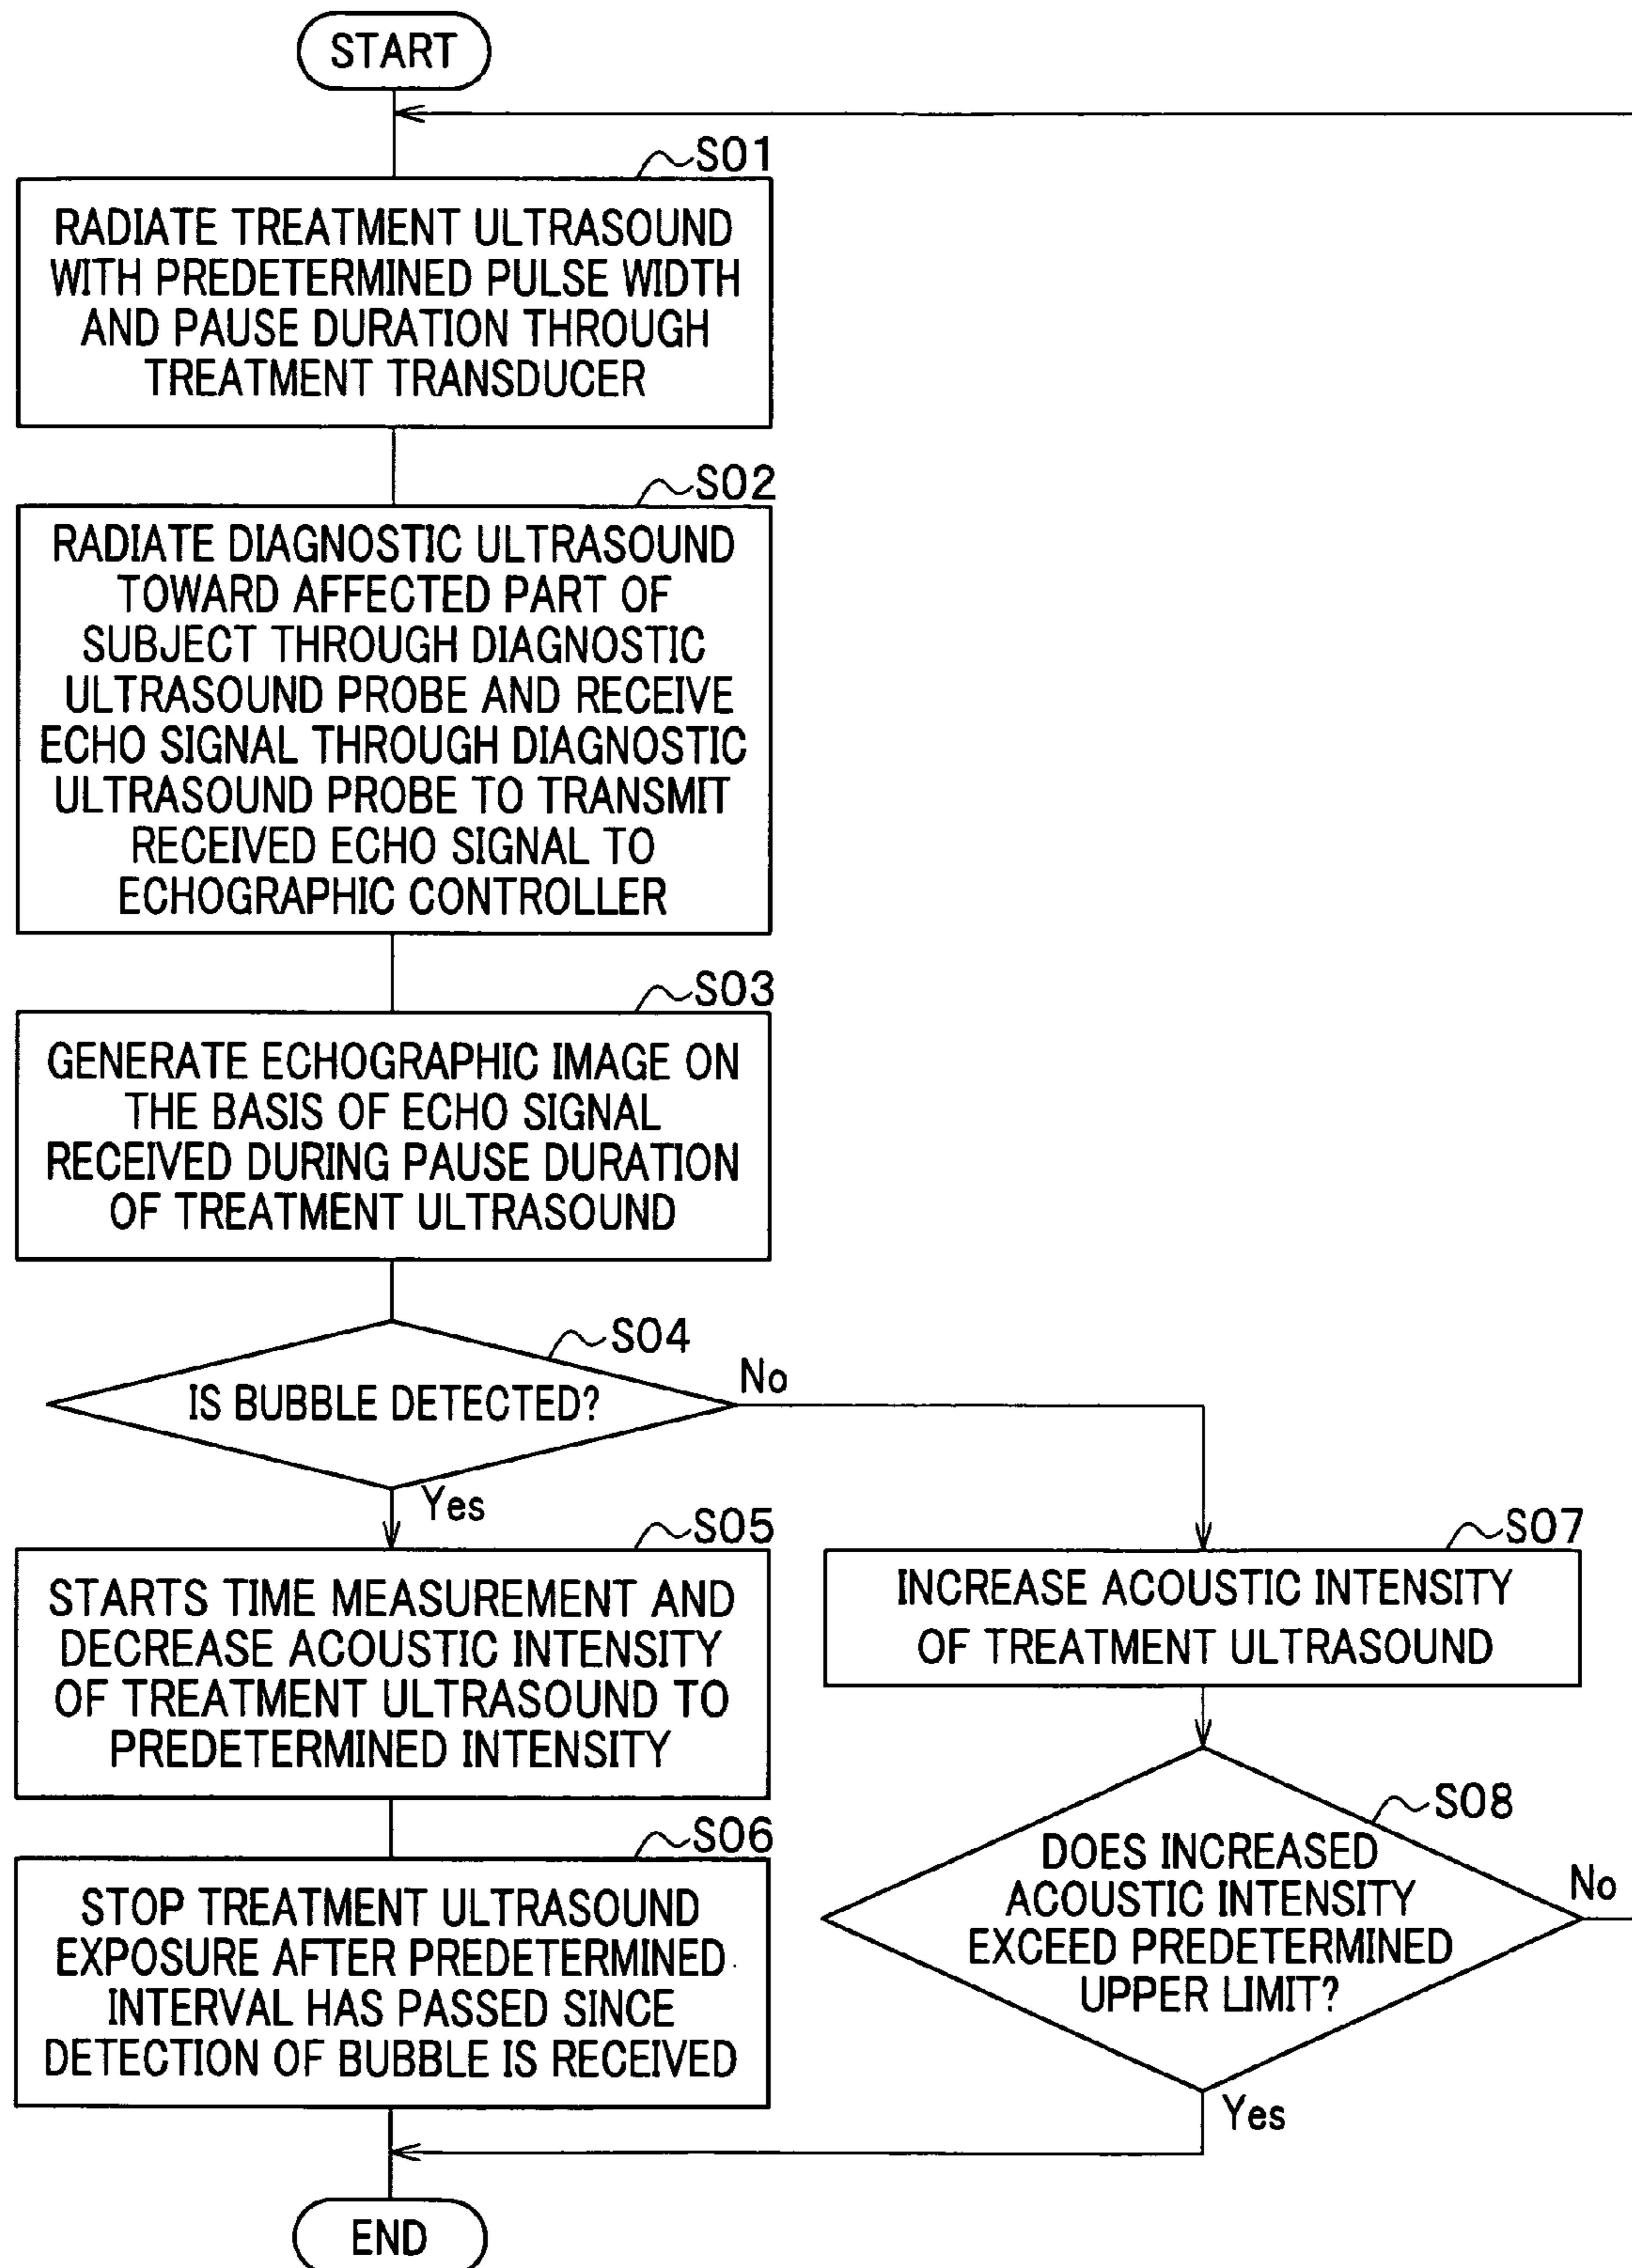 START
S01
RADIATE TREATMENT ULTRASOUND
WITH PREDETERMINED PULSE WIDTH
AND PAUSE DURATION THROUGH
TREATMENT TRANSDUCER
S02
RADIATE DIAGNOSTIC ULTRASOUND
TOWARD AFFECTED PART OF
SUBJECT THROUGH DIAGNOSTIC
ULTRASOUND PROBE AND RECEIVE
ECHO SIGNAL THROUGH DIAGNOSTIC
ULTRASOUND PROBE TO TRANSMIT
RECEIVED ECHO SIGNAL TO
ECHOGRAPHIC CONTROLLER
S03
GENERATE ECHOGRAPHIC IMAGE ON
THE BASIS OF ECHO SIGNAL
RECEIVED DURING PAUSE DURATION
OF TREATMENT ULTRASOUND
S04
IS BUBBLE DETECTED?
No
Yes
S05
STARTS TIME MEASUREMENT AND
DECREASE ACOUSTIC INTENSITY
OF TREATMENT ULTRASOUND TO
PREDETERMINED INTENSITY
S06
STOP TREATMENT ULTRASOUND
EXPOSURE AFTER PREDETERMINED
INTERVAL HAS PASSED SINCE
DETECTION OF BUBBLE IS RECEIVED
S07
INCREASE ACOUSTIC INTENSITY
OF TREATMENT ULTRASOUND
S08
DOES INCREASED
ACOUSTIC INTENSITY
EXCEED PREDETERMINED
UPPER LIMIT?
No
Yes
END